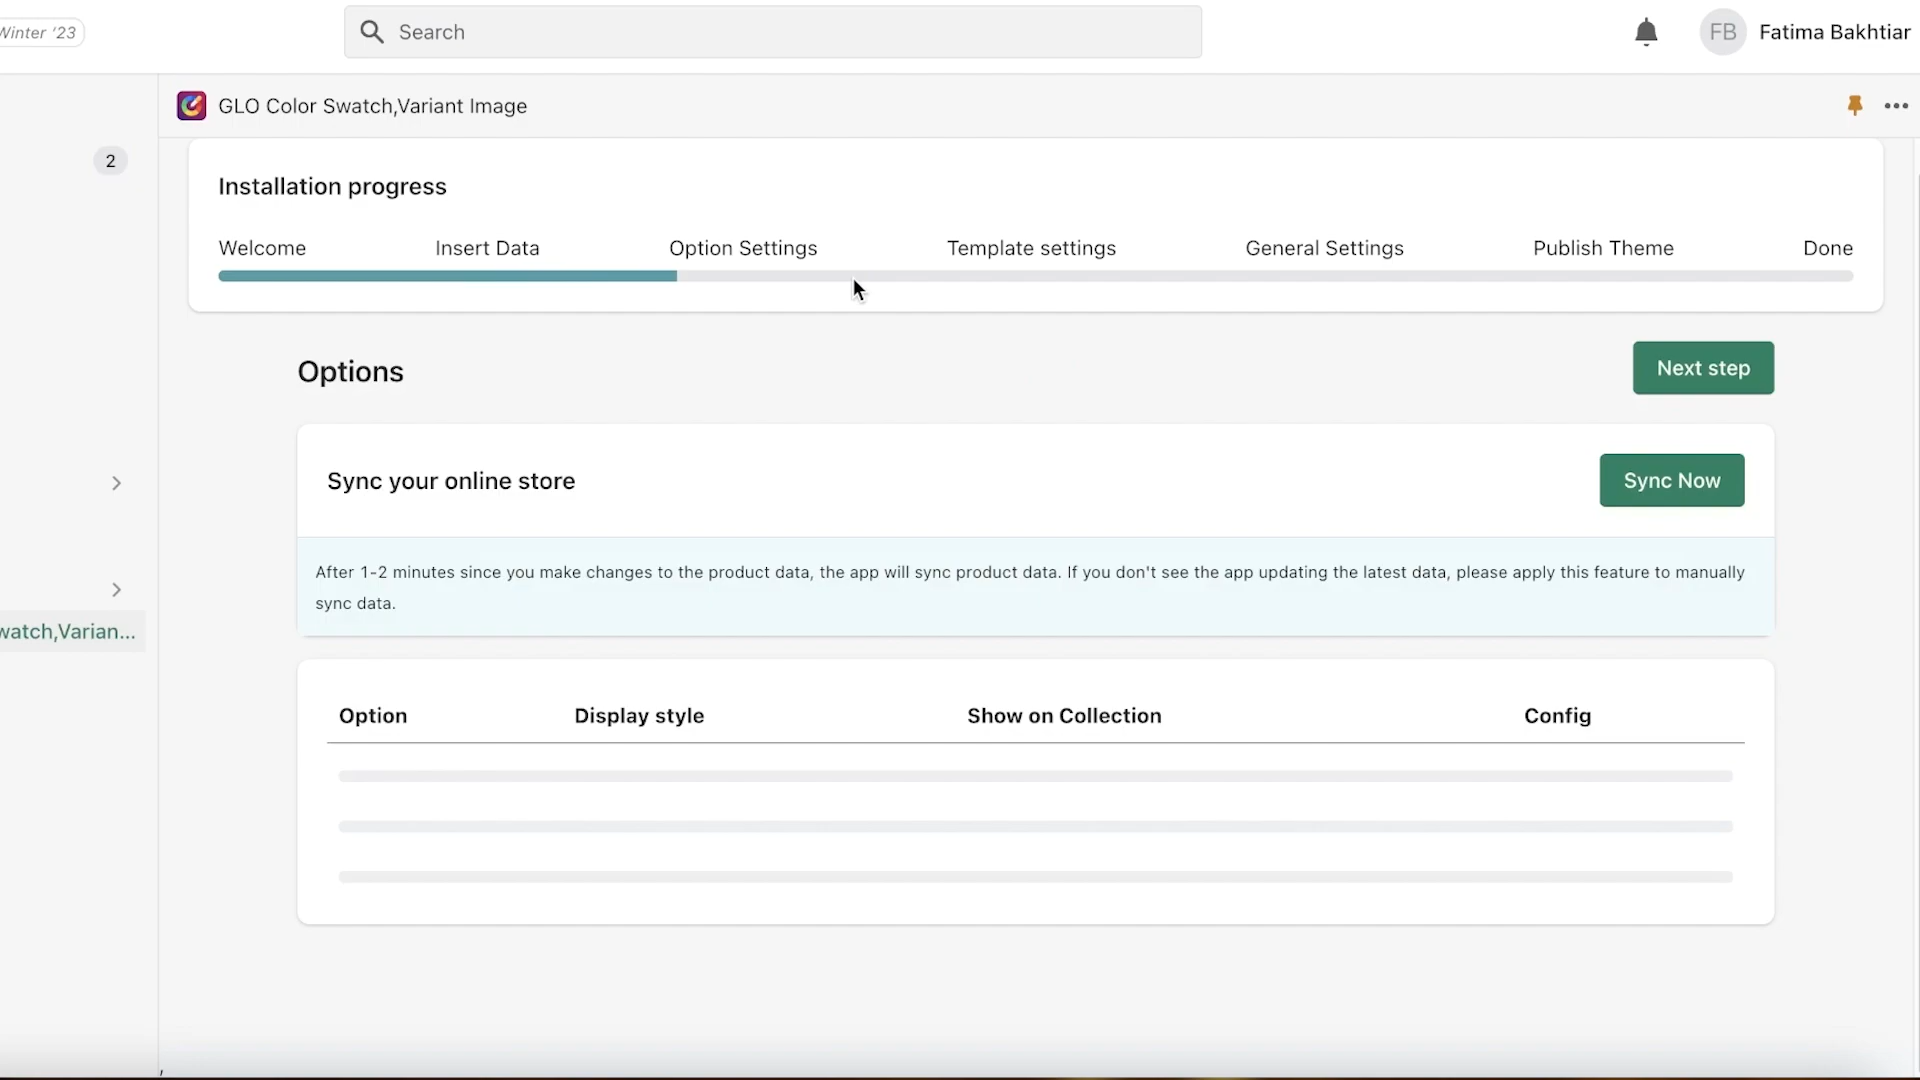 Winter '23
Search
FB
Fatima Bakhtiar
GLO Color Swatch,Variant Image
2
Installation progress
Welcome
Insert Data
Option Settings
Template settings
General Settings
Publish Theme
Done
Options
Next step
Sync your online store
Sync Now
After 1-2 minutes since you make changes to the product data, the app will sync product data. If you don't see the app updating the latest data, please apply this feature to manually
sync data.
watch,Varian...
Option
Display style
Show on Collection
Config